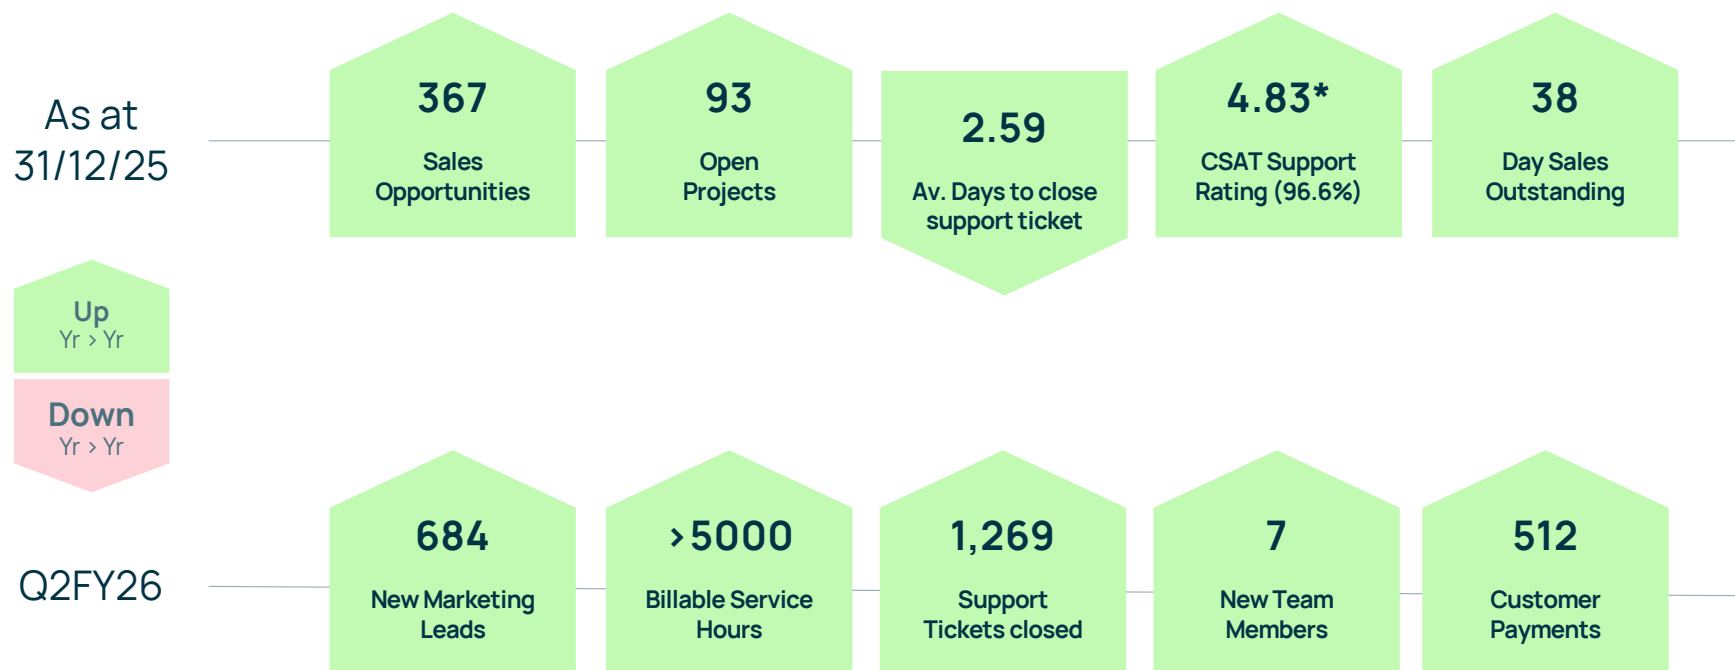 As at
31/12/25
367
Sales
Opportunities
93
Open
Projects
2.59
Av. Days to close
support ticket
4.83*
CSAT Support
Rating (96.6%)
38
Day Sales
Outstanding
Up
Yr > Yr
Down
Yr > Yr
Q2FY26
684
New Marketing
Leads
>5000
Billable Service
Hours
1,269
Support
Tickets closed
7
New Team
Members
512
Customer
Payments